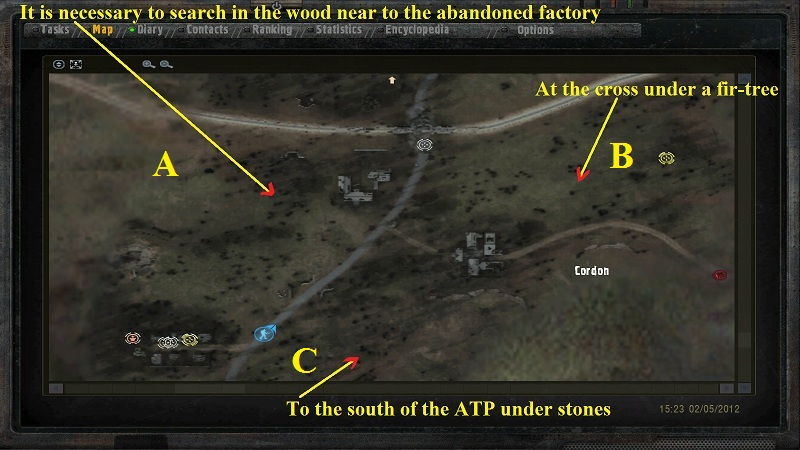 It is necessary to search in the wood near to the abandoned factory
Tasks // Map // Diary // Contacts // Ranking // Statistics // Encyclopedia // Options
At the cross under a fir-tree
A
B
Cordon
C
To the south of the ATP under stones
15:23 02/05/2012